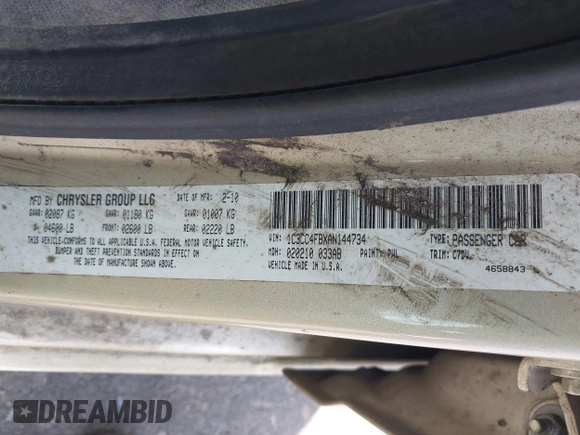 MFD BY CHRYSLER GROUP LLC DATE OF MFR: 2-10
GVWR: 02087 KG GAWR: 01180 KG GAWR: 01007 KG
04600 LB FRONT: 02600 LB REAR: 02220 LB
THIS VEHICLE CONFORMS TO ALL APPLICABLE U.S.A. FEDERAL MOTOR VEHICLE SAFETY,
BUMPER AND THEFT PREVENTION STANDARDS IN EFFECT ON
THE DATE OF MANUFACTURE SHOWN ABOVE.
VIN: 1C3CC4FBXAN144734 TYPE: PASSENGER CAR
MDH: 020210 033AB PAINT: PWL TRIM:
VEHICLE MADE IN U.S.A. 4658843
DREAMBID